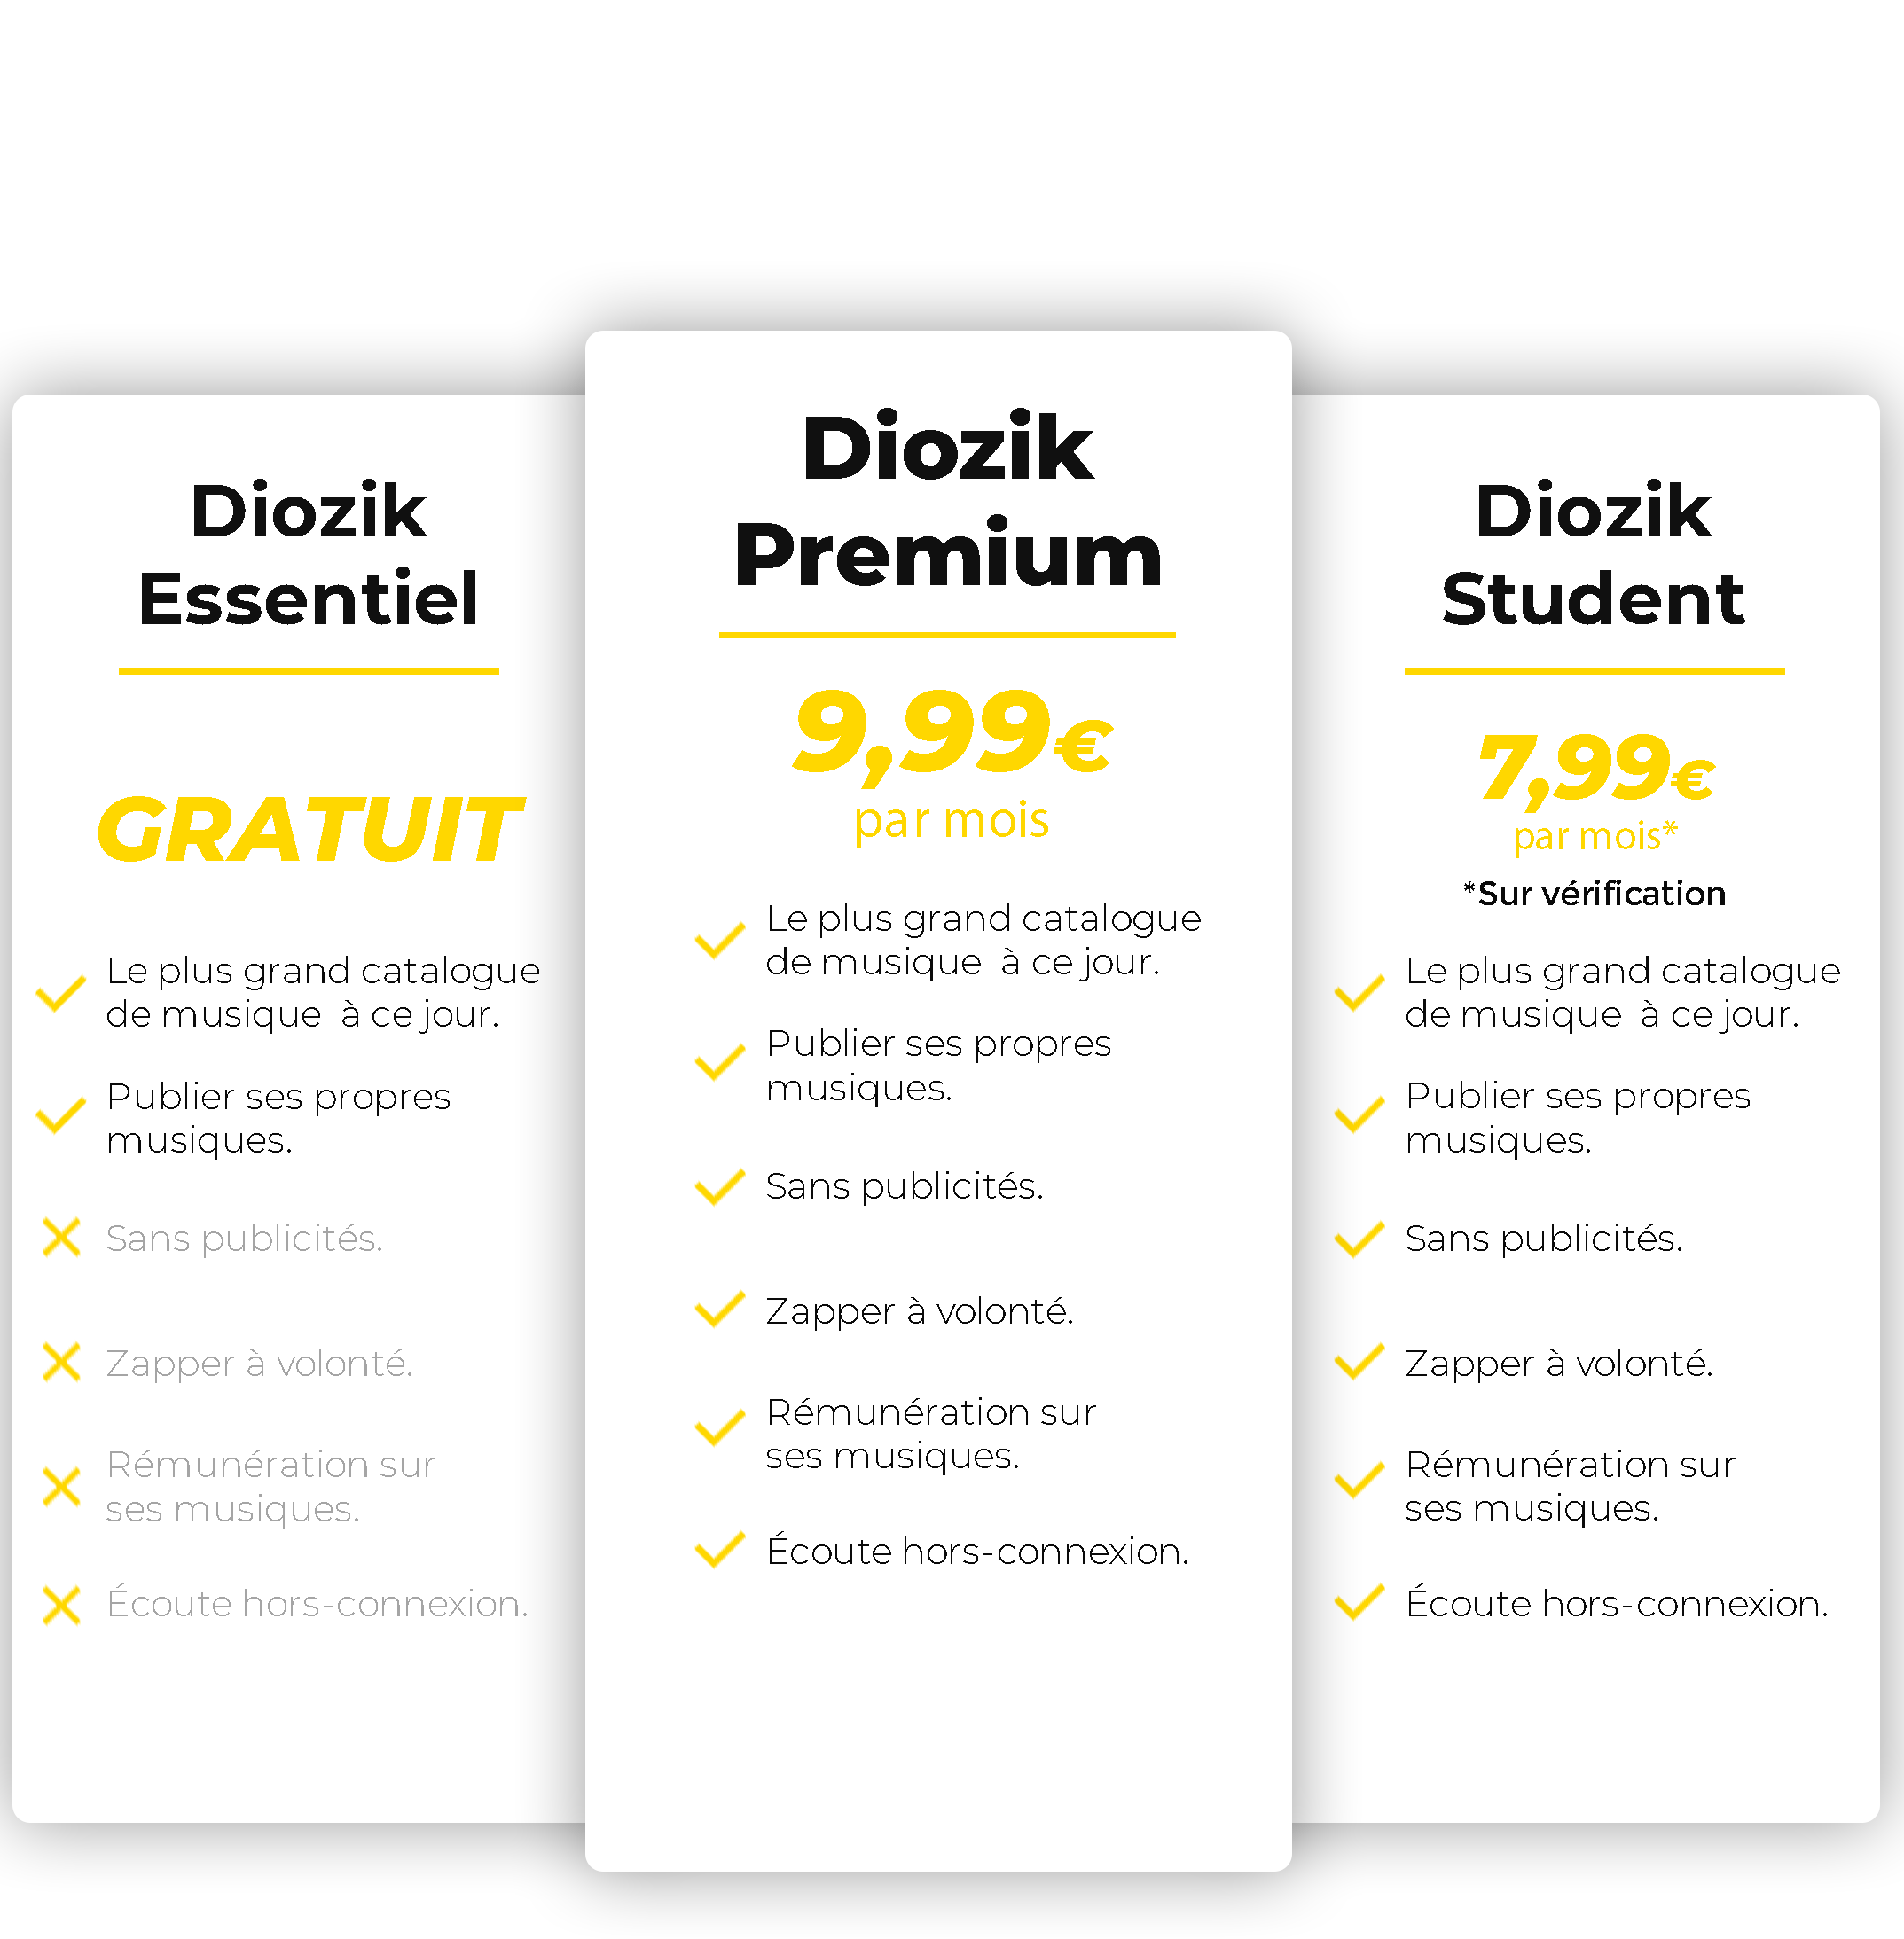 Diozik
Essentiel
GRATUIT
Le plus grand catalogue
de musique  à ce jour.
Publier ses propres
musiques.
Sans publicités.
Zapper à volonté.
Rémunération sur
ses musiques.
Écoute hors-connexion.
Diozik
Premium
9,99€
par mois
Le plus grand catalogue
de musique  à ce jour.
Publier ses propres
musiques.
Sans publicités.
Zapper à volonté.
Rémunération sur
ses musiques.
Écoute hors-connexion.
Diozik
Student
7,99€
par mois*
*Sur vérification
Le plus grand catalogue
de musique  à ce jour.
Publier ses propres
musiques.
Sans publicités.
Zapper à volonté.
Rémunération sur
ses musiques.
Écoute hors-connexion.